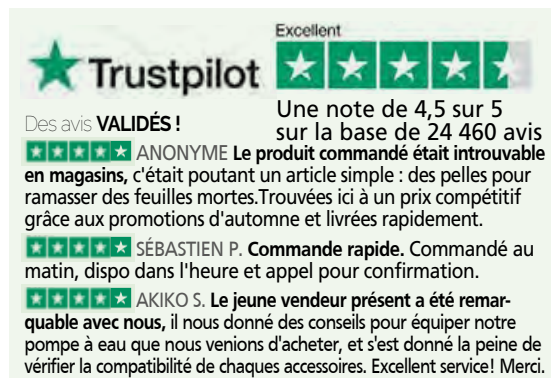 Excellent
Trustpilot
Une note de 4,5 sur 5
Des avis VALIDÉS !
sur la base de 24 460 avis
ANONYME Le produit commandé était introuvable
en magasins, c'était poutant un article simple : des pelles pour
ramasser des feuilles mortes.Trouvées ici à un prix compétitif
grâce aux promotions d'automne et livrées rapidement.
SÉBASTIEN P. Commande rapide. Commandé au
matin, dispo dans l'heure et appel pour confirmation.
AKIKO S. Le jeune vendeur présent a été remar-
quable avec nous, il nous donné des conseils pour équiper notre
pompe à eau que nous venions d'acheter, et s'est donné la peine de
vérifier la compatibilité de chaques accessoires. Excellent service! Merci.